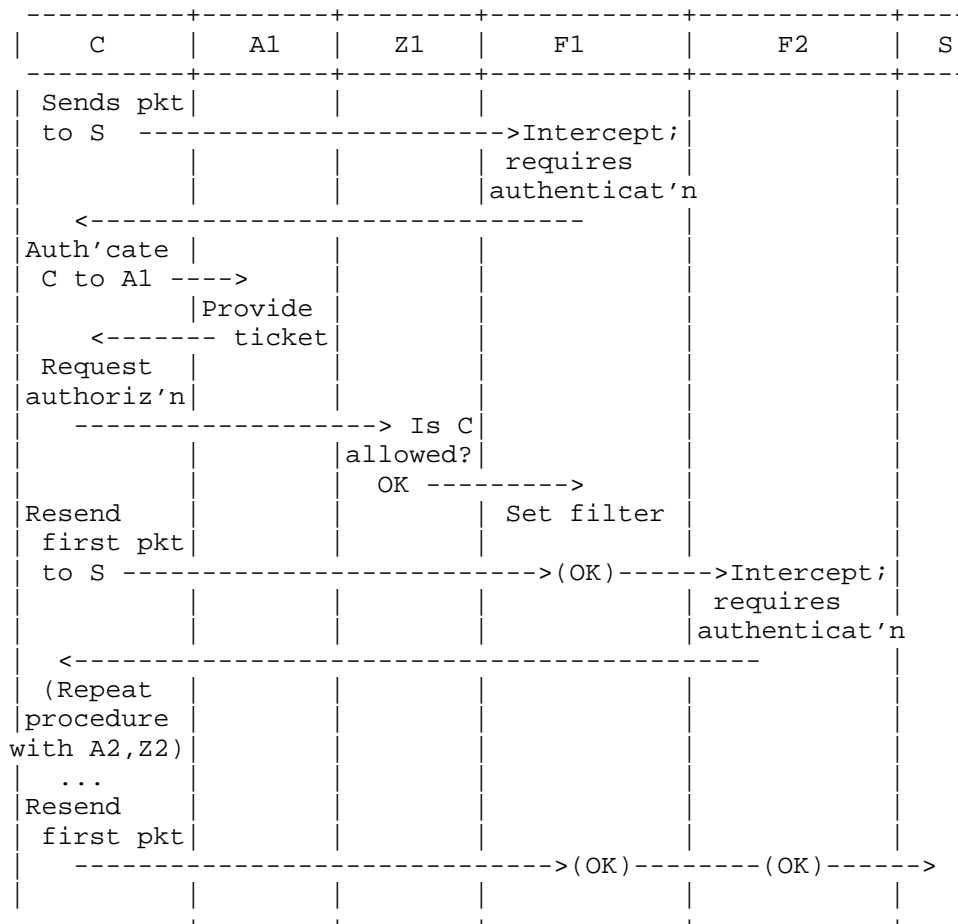 ----------+--------+--------+-------------+-------------+----
| C | A1 | Z1 | F1 | F2 | S
----------+--------+--------+-------------+-------------+----
Sends pkt
to S ----------------------->Intercept;
requires
authenticat'n
<-------------------------------
Auth'cate
C to A1 ---->
Provide
<------- ticket
Request
authoriz'n
-------------------> Is C
allowed?
OK --------->
Resend Set filter
first pkt
to S -------------------------->(OK)------>Intercept;
requires
authenticat'n
<-------------------------------------------
(Repeat
procedure
with A2,Z2)
...
Resend
first pkt
------------------------------>(OK)--------(OK)------>